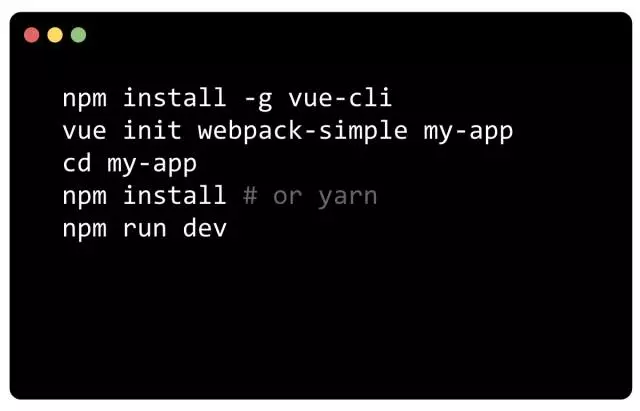 npm install -g vue-cli
vue init webpack-simple my-app
cd my-app
npm install # or yarn
npm run dev